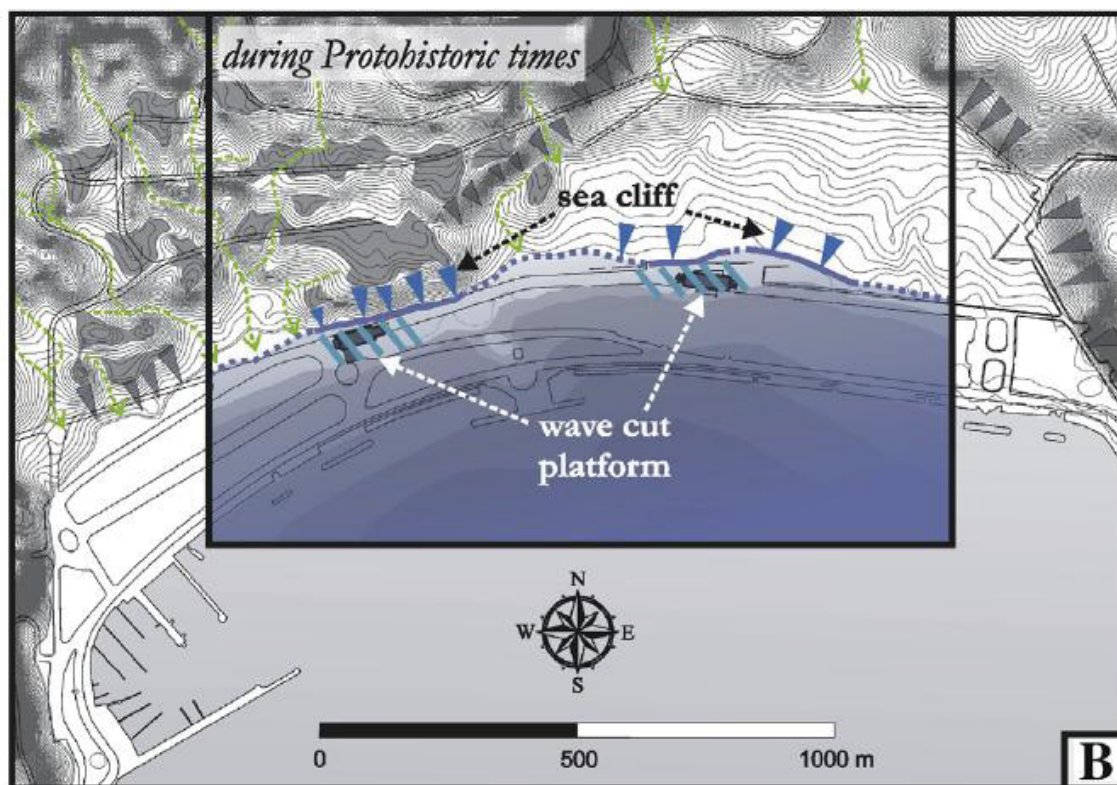 during Protohistoric times
sea cliff
wave cut
platform
N
W E
S
0 500 1000 m
B